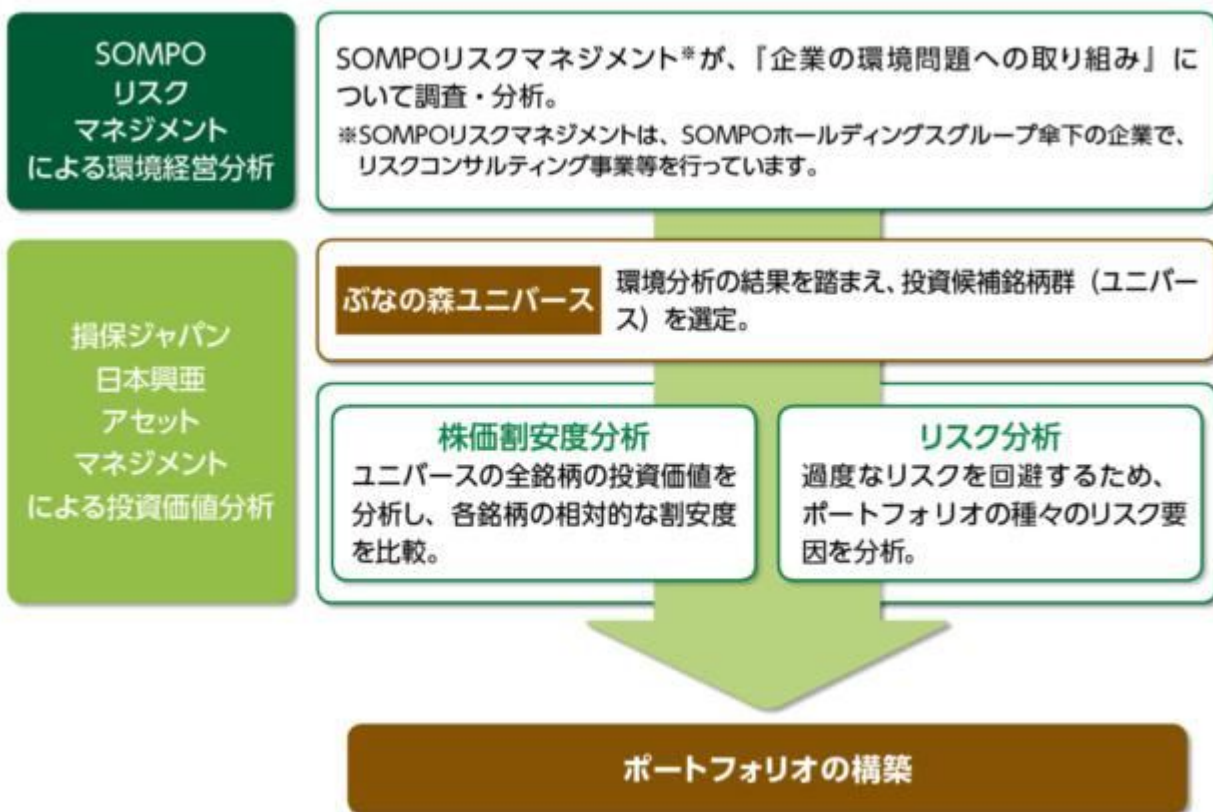 SOMPO
リスク
マネジメント
による環境経営分析
SOMPOリスクマネジメント※が、『企業の環境問題への取り組み』に
ついて調査・分析。
※SOMPOリスクマネジメントは、SOMPOホールディングスグループ傘下の企業で、
リスクコンサルティング事業等を行っています。
損保ジャパン
日本興亜
アセット
マネジメント
による投資価値分析
ぶなの森ユニバース
環境分析の結果を踏まえ、投資候補銘柄群（ユニバー
ス）を選定。
株価割安度分析
ユニバースの全銘柄の投資価値を
分析し、各銘柄の相対的な割安度
を比較。
リスク分析
過度なリスクを回避するため、
ポートフォリオの種々のリスク要
因を分析。
ポートフォリオの構築